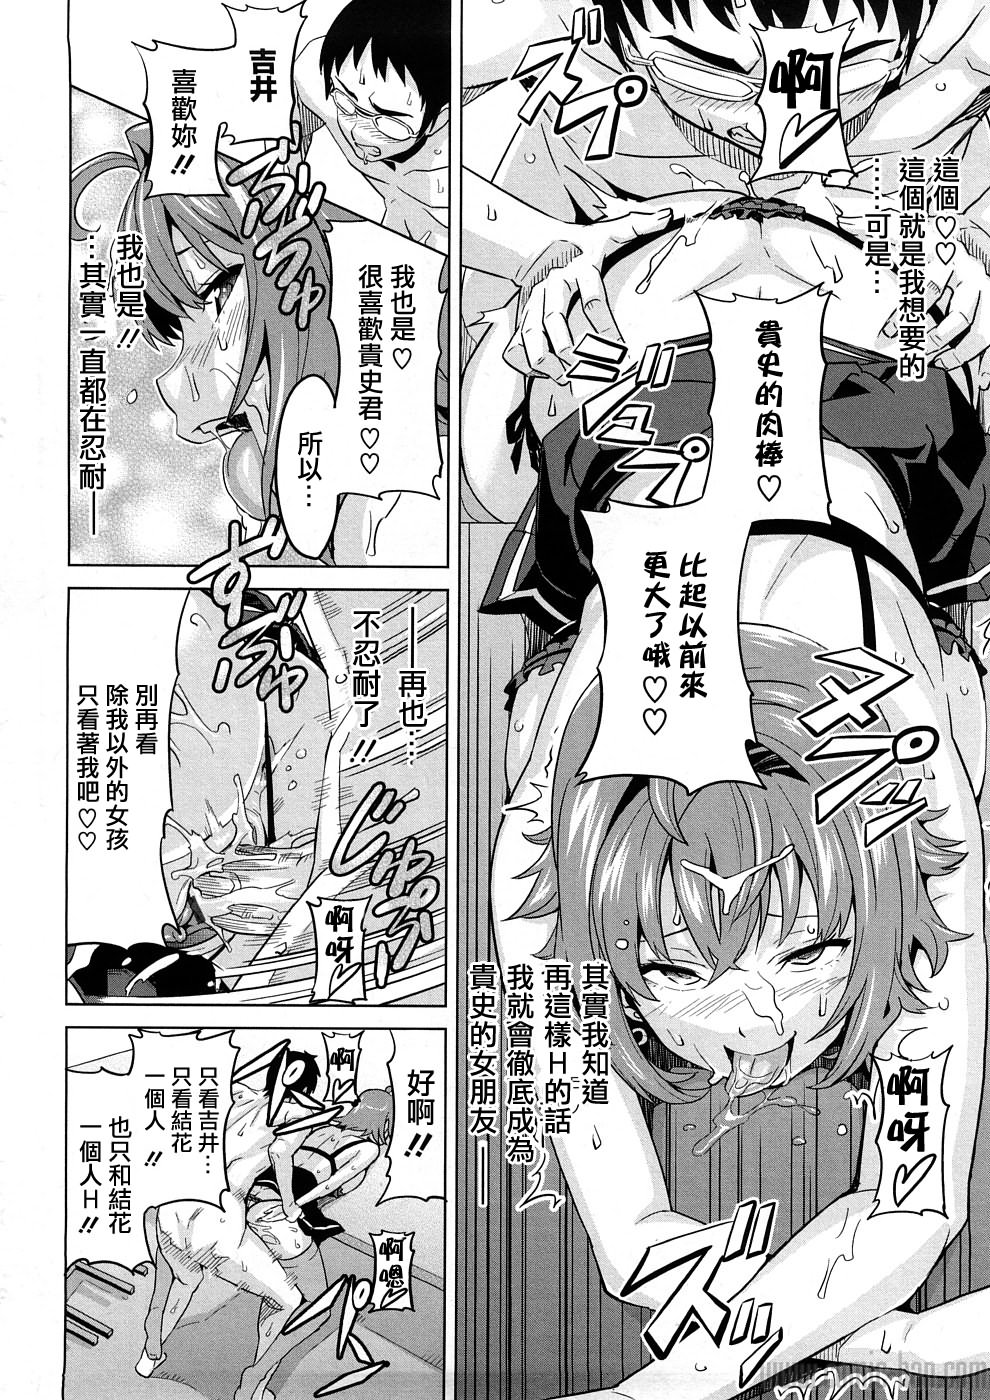 啊♡
這個♡♡
這個就是我想要的
……可是…
貴史的肉棒♡
比起以前來
更大了哦♡♡
其實我知道
再這樣H的話
我就會徹底成為
貴史的女朋友——
啊呀♡
吉井
喜歡妳!!
我也是♡
很喜歡貴史君♡♡
所以…
我也是!!
…其實一直都在忍耐——
——再也…
不忍耐了!!
別再看
除我以外的女孩
只看著我吧♡♡
啊呀
好啊!!
啊♡
只看吉井…
只看結花
一個人!!
也只和結花
一個人H!!
啊嗯♡